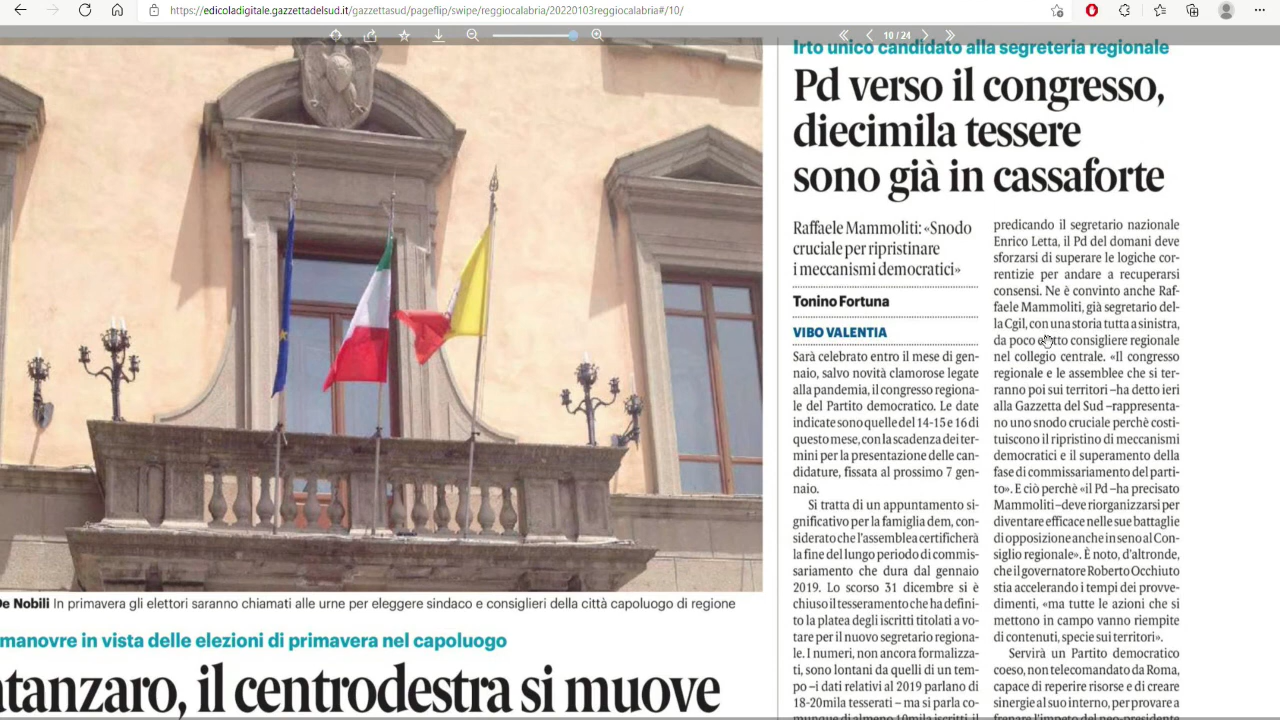 https://edicoladigitale.gazzettadelsud.it/gazzettasud/pageflip/swipe/reggiocalabria/20220103reggiocalabria#/10/
10 / 24
De Nobili In primavera gli elettori saranno chiamati alle urne per eleggere sindaco e consiglieri della città capoluogo di regione
manovre in vista delle elezioni di primavera nel capoluogo
atanzaro, il centrodestra si muove
Irto unico candidato alla segreteria regionale
Pd verso il congresso,
diecimila tessere
sono già in cassaforte
Raffaele Mammoliti: «Snodo
cruciale per ripristinare
i meccanismi democratici»
Tonino Fortuna
VIBO VALENTIA
Sarà celebrato entro il mese di gen-
naio, salvo novità clamorose legate
alla pandemia, il congresso regiona-
le del Partito democratico. Le date
indicate sono quelle del 14-15 e 16 di
questo mese, con la scadenza dei ter-
mini per la presentazione delle can-
didature, fissata al prossimo 7 gen-
naio.
Si tratta di un appuntamento si-
gnificativo per la famiglia dem, con-
siderato che l'assemblea certificherà
la fine del lungo periodo di commis-
sariamento che dura dal gennaio
2019. Lo scorso 31 dicembre si è
chiuso il tesseramento che ha defini-
to la platea degli iscritti titolati a vo-
tare per il nuovo segretario regiona-
le. I numeri, non ancora formalizza-
ti, sono lontani da quelli di un tem-
po –i dati relativi al 2019 parlano di
18-20mila tesserati – ma si parla co-
munque di almeno 10mila iscritti, il
predicando il segretario nazionale
Enrico Letta, il Pd del domani deve
sforzarsi di superare le logiche cor-
rentizie per andare a recuperarsi
consensi. Ne è convinto anche Raf-
faele Mammoliti, già segretario del-
la Cgil, con una storia tutta a sinistra,
da poco eletto consigliere regionale
nel collegio centrale. «Il congresso
regionale e le assemblee che si ter-
ranno poi sui territori –ha detto ieri
alla Gazzetta del Sud –rappresenta-
no uno snodo cruciale perchè costi-
tuiscono il ripristino di meccanismi
democratici e il superamento della
fase di commissariamento del parti-
to». E ciò perchè «il Pd –ha precisato
Mammoliti –deve riorganizzarsi per
diventare efficace nelle sue battaglie
di opposizione anche in seno al Con-
siglio regionale». È noto, d'altronde,
che il governatore Roberto Occhiuto
stia accelerando i tempi dei provve-
dimenti, «ma tutte le azioni che si
mettono in campo vanno riempite
di contenuti, specie sui territori».
Servirà un Partito democratico
coeso, non telecomandato da Roma,
capace di reperire risorse e di creare
sinergie al suo interno, per provare a
frenare l'impeto del neo-presidente